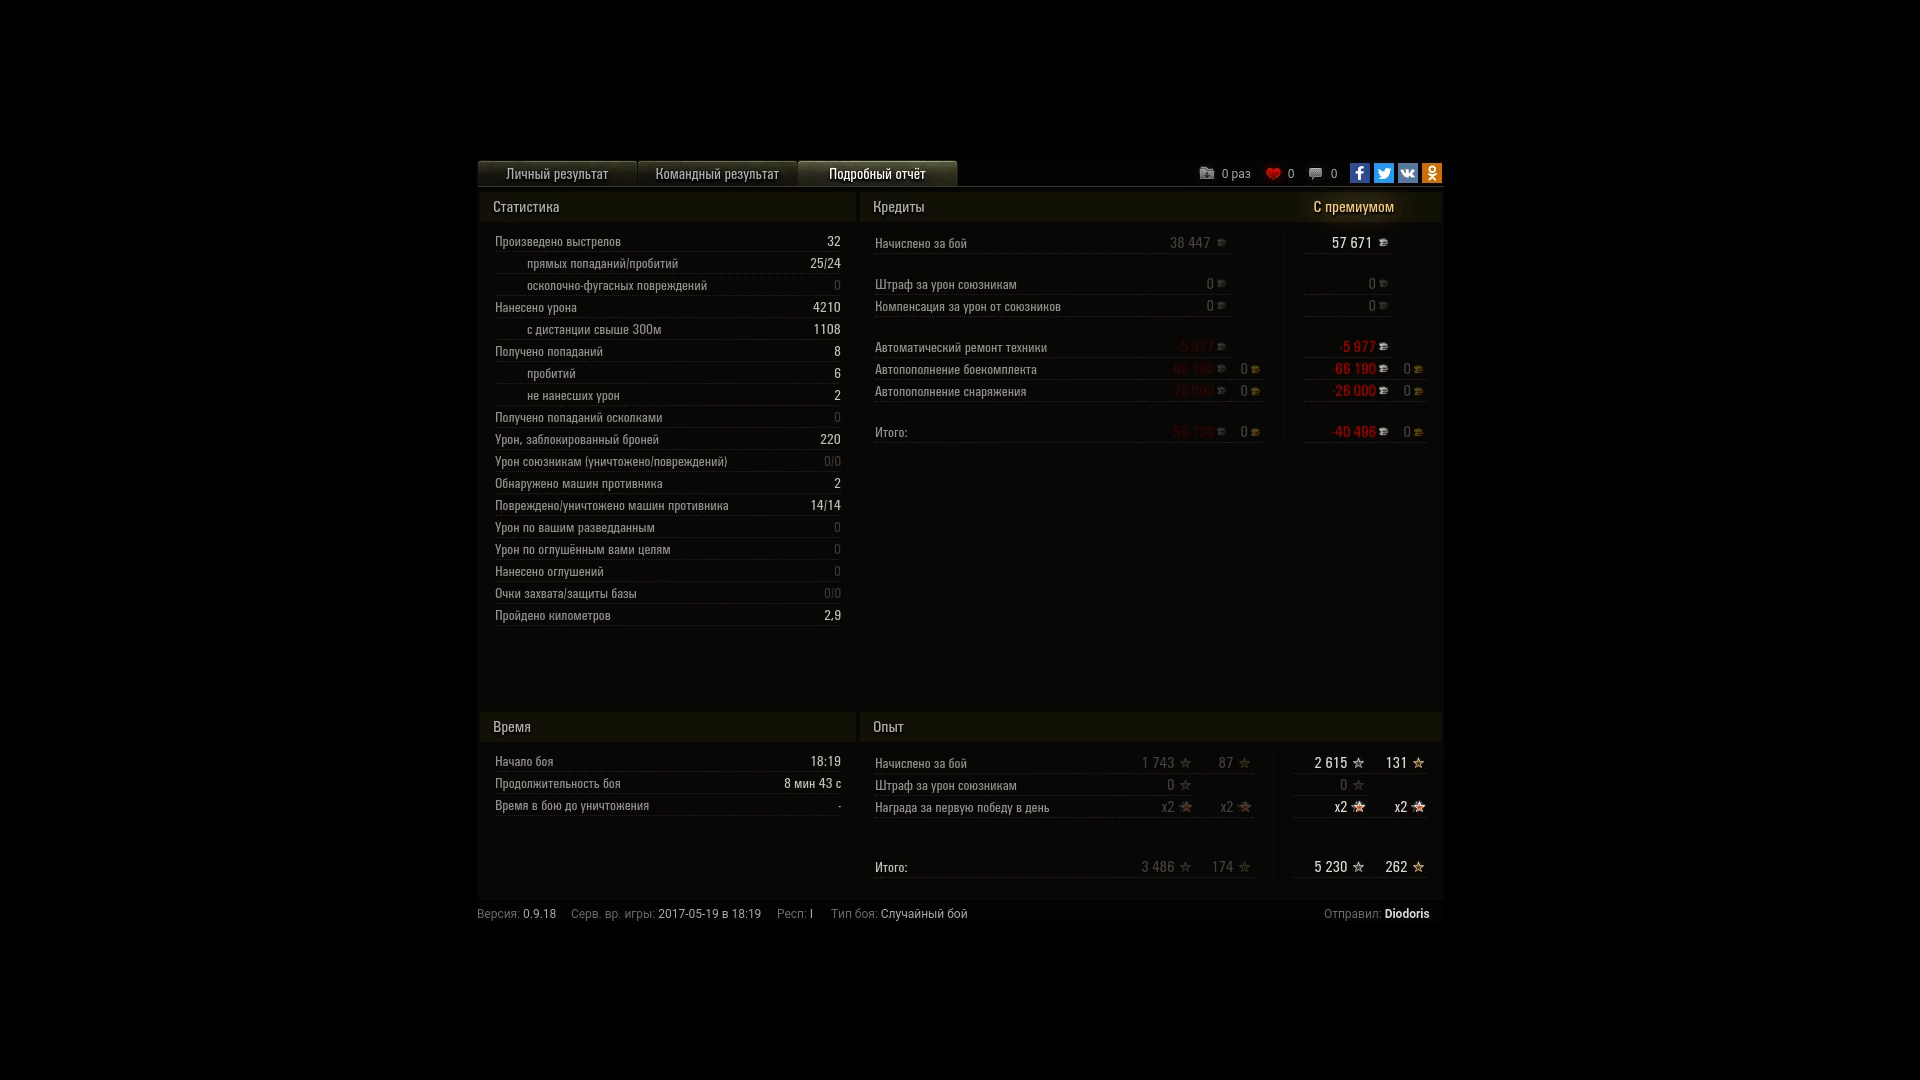 Личный результат Командный результат Подробный отчёт 0 раз 0 0
Статистика
Произведено выстрелов 32
прямых попаданий/пробитий 25/24
осколочно-фугасных повреждений 0
Нанесено урона 4210
с дистанции свыше 300м 1108
Получено попаданий 8
пробитий 6
не нанесших урон 2
Получено попаданий осколками 0
Урон, заблокированный броней 220
Урон союзникам (уничтожено/повреждений) 0/0
Обнаружено машин противника 2
Повреждено/уничтожено машин противника 14/14
Урон по вашим разведданным 0
Урон по оглушённым вами целям 0
Нанесено оглушений 0
Очки захвата/защиты базы 0/0
Пройдено километров 2,9
Кредиты С премиумом
Начислено за бой 38 447 57 671
Штраф за урон союзникам 0 0
Компенсация за урон от союзников 0 0
Автоматический ремонт техники -5 977 -5 977
Автопополнение боекомплекта -66 190 0 -66 190 0
Автопополнение снаряжения -26 000 0 -26 000 0
Итого: -59 720 0 -40 496 0
Время
Начало боя 18:19
Продолжительность боя 8 мин 43 с
Время в бою до уничтожения -
Опыт
Начислено за бой 1 743 87 2 615 131
Штраф за урон союзникам 0 0
Награда за первую победу в день x2 x2 x2 x2
Итого: 3 486 174 5 230 262
Версия: 0.9.18 Серв. вр. игры: 2017-05-19 в 18:19 Респ: I Тип боя: Случайный бой Отправил: Diodoris